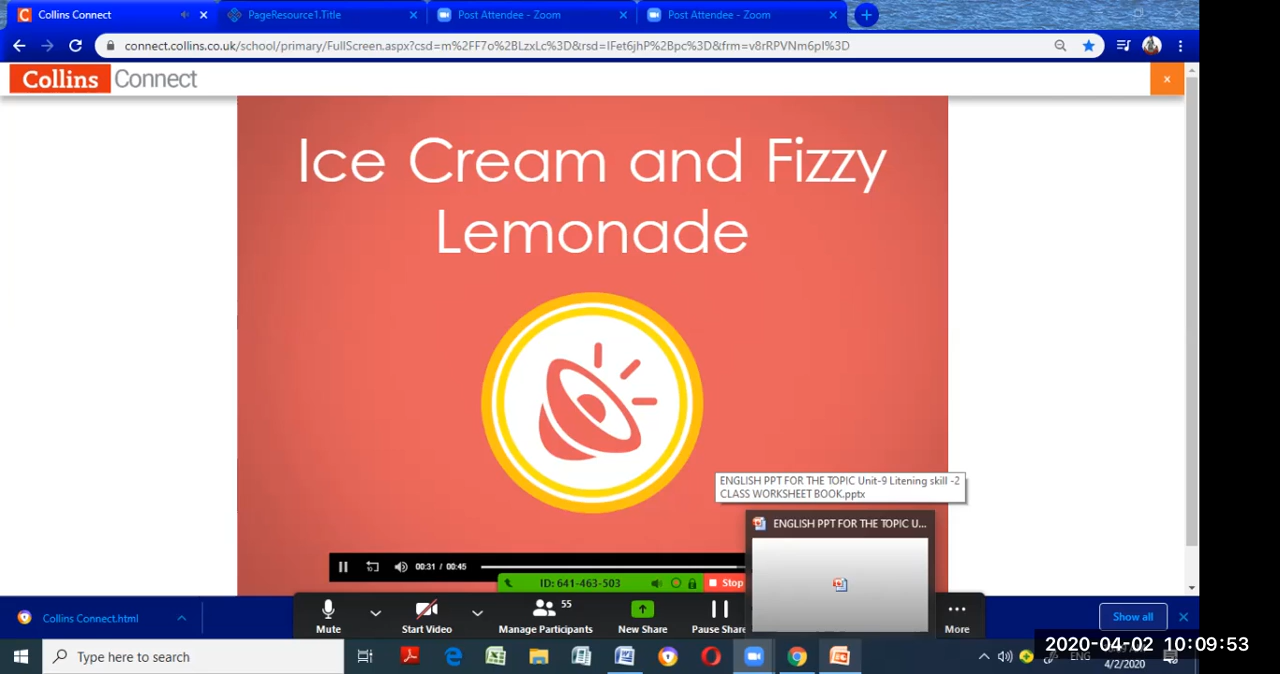 Collins Connect
PageResource1.Title
Post Attendee - Zoom
Post Attendee - Zoom
connect.collins.co.uk/school/primary/FullScreen.aspx?csd=m%2FF7o%2BLzxLc%3D&rsd=IFet6jhP%2Bpc%3D&frm=v8rRPVNm6pI%3D
Collins Connect
Ice Cream and Fizzy
Lemonade
ENGLISH PPT FOR THE TOPIC Unit-9 Litening skill -2
CLASS WORKSHEET BOOK.pptx
ENGLISH PPT FOR THE TOPIC U...
00:31 / 00:45
ID: 641-463-503
Stop
Collins Connect.html
55
Mute
Start Video
Manage Participants
New Share
Pause Share
More
Show all
Type here to search
ENG
2020-04-02 10:09:53
4/2/2020